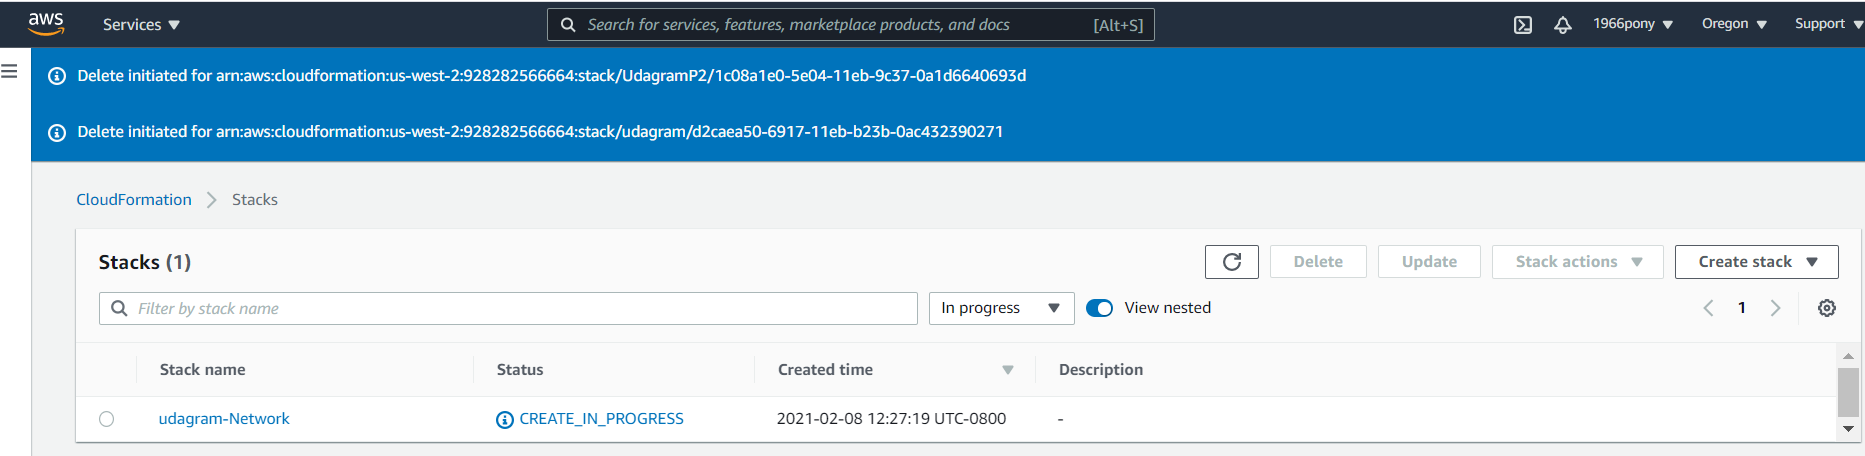 aws Services Search for services, features, marketplace products, and docs [Alt+S] 1966pony Oregon Support
Delete initiated for arn:aws:cloudformation:us-west-2:928282566664:stack/UdagramP2/1c08a1e0-5e04-11eb-9c37-0a1d6640693d
Delete initiated for arn:aws:cloudformation:us-west-2:928282566664:stack/udagram/d2caea50-6917-11eb-b23b-0ac432390271
CloudFormation Stacks
Stacks (1) Delete Update Stack actions Create stack
Filter by stack name In progress View nested 1
Stack name Status Created time Description
udagram-Network CREATE_IN_PROGRESS 2021-02-08 12:27:19 UTC-0800 -